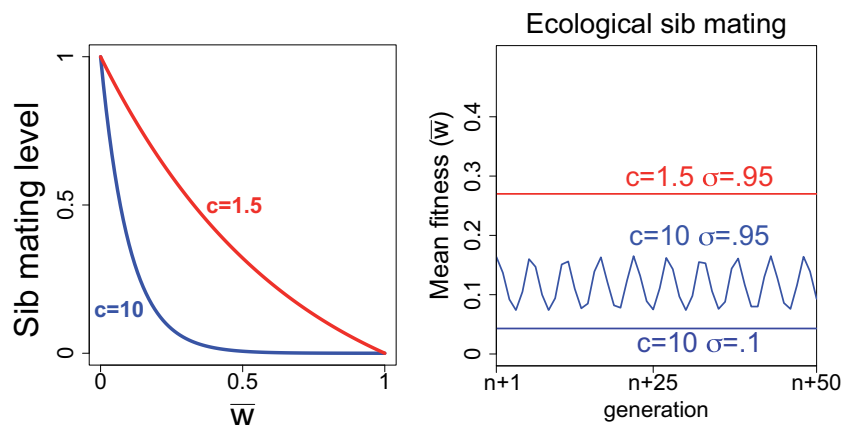 Sib mating level
1
0.5
0
c=1.5
c=10
0 0.5 1
w̅
Ecological sib mating
Mean fitness (w̅)
0.4
0.3
0.2
0.1
0
c=1.5 σ=.95
c=10 σ=.95
c=10 σ=.1
n+1 n+25 n+50
generation